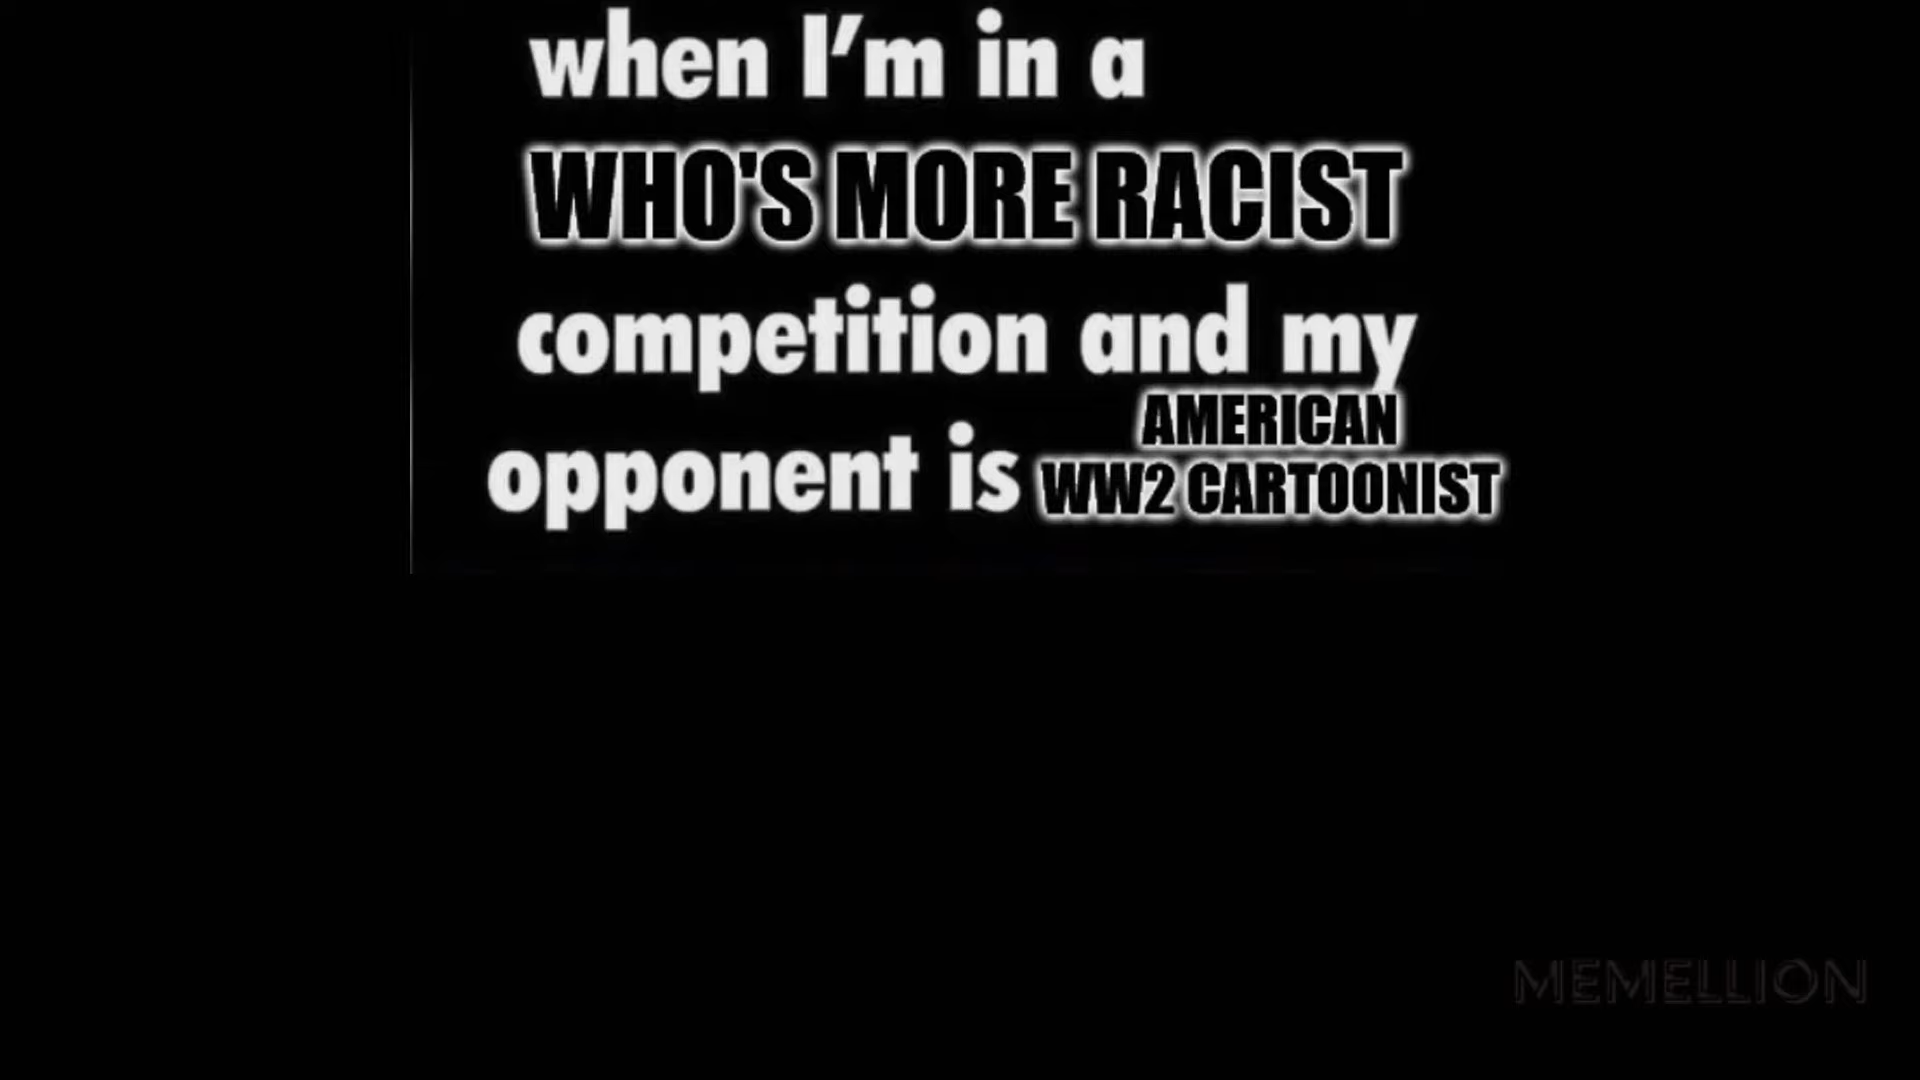 when I'm in a
WHO'S MORE RACIST
competition and my
AMERICAN
opponent is WW2 CARTOONIST
MEMELLION